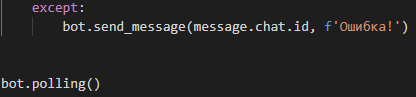 except:
bot.send_message(message.chat.id, f'Ошибка!')
bot.polling()